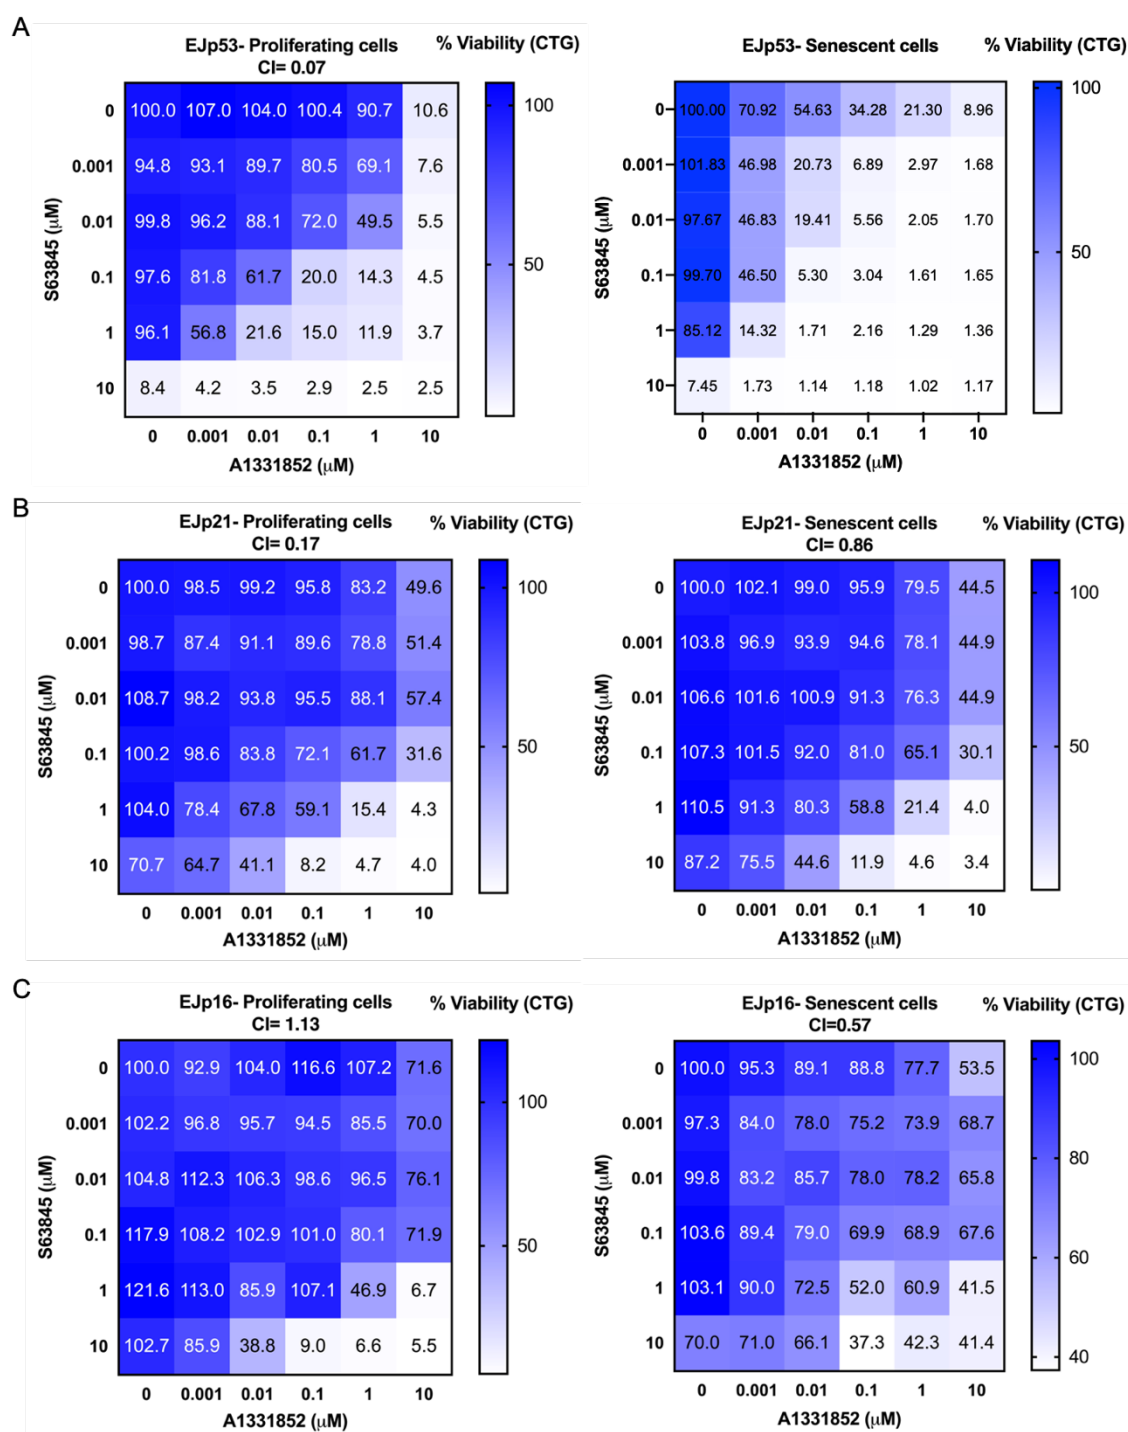 A
EJp53- Proliferating cells
CI= 0.07
% Viability (CTG)
0 100.0 107.0 104.0 100.4 90.7 10.6
0.001 94.8 93.1 89.7 80.5 69.1 7.6
0.01 99.8 96.2 88.1 72.0 49.5 5.5
0.1 97.6 81.8 61.7 20.0 14.3 4.5
1 96.1 56.8 21.6 15.0 11.9 3.7
10 8.4 4.2 3.5 2.9 2.5 2.5
0 0.001 0.01 0.1 1 10
A1331852 (μM)
S63845 (μM)
100
50
EJp53- Senescent cells
% Viability (CTG)
0 100.00 70.92 54.63 34.28 21.30 8.96
0.001 101.83 46.98 20.73 6.89 2.97 1.68
0.01 97.67 46.83 19.41 5.56 2.05 1.70
0.1 99.70 46.50 5.30 3.04 1.61 1.65
1 85.12 14.32 1.71 2.16 1.29 1.36
10 7.45 1.73 1.14 1.18 1.02 1.17
0 0.001 0.01 0.1 1 10
A1331852 (μM)
S63845 (μM)
100
50
B
EJp21- Proliferating cells
CI= 0.17
% Viability (CTG)
0 100.0 98.5 99.2 95.8 83.2 49.6
0.001 98.7 87.4 91.1 89.6 78.8 51.4
0.01 108.7 98.2 93.8 95.5 88.1 57.4
0.1 100.2 98.6 83.8 72.1 61.7 31.6
1 104.0 78.4 67.8 59.1 15.4 4.3
10 70.7 64.7 41.1 8.2 4.7 4.0
0 0.001 0.01 0.1 1 10
A1331852 (μM)
S63845 (μM)
100
50
EJp21- Senescent cells
CI= 0.86
% Viability (CTG)
0 100.0 102.1 99.0 95.9 79.5 44.5
0.001 103.8 96.9 93.9 94.6 78.1 44.9
0.01 106.6 101.6 100.9 91.3 76.3 44.9
0.1 107.3 101.5 92.0 81.0 65.1 30.1
1 110.5 91.3 80.3 58.8 21.4 4.0
10 87.2 75.5 44.6 11.9 4.6 3.4
0 0.001 0.01 0.1 1 10
A1331852 (μM)
S63845 (μM)
100
50
C
EJp16- Proliferating cells
CI= 1.13
% Viability (CTG)
0 100.0 92.9 104.0 116.6 107.2 71.6
0.001 102.2 96.8 95.7 94.5 85.5 70.0
0.01 104.8 112.3 106.3 98.6 96.5 76.1
0.1 117.9 108.2 102.9 101.0 80.1 71.9
1 121.6 113.0 85.9 107.1 46.9 6.7
10 102.7 85.9 38.8 9.0 6.6 5.5
0 0.001 0.01 0.1 1 10
A1331852 (μM)
S63845 (μM)
100
50
EJp16- Senescent cells
CI=0.57
% Viability (CTG)
0 100.0 95.3 89.1 88.8 77.7 53.5
0.001 97.3 84.0 78.0 75.2 73.9 68.7
0.01 99.8 83.2 85.7 78.0 78.2 65.8
0.1 103.6 89.4 79.0 69.9 68.9 67.6
1 103.1 90.0 72.5 52.0 60.9 41.5
10 70.0 71.0 66.1 37.3 42.3 41.4
0 0.001 0.01 0.1 1 10
A1331852 (μM)
S63845 (μM)
100
80
60
40